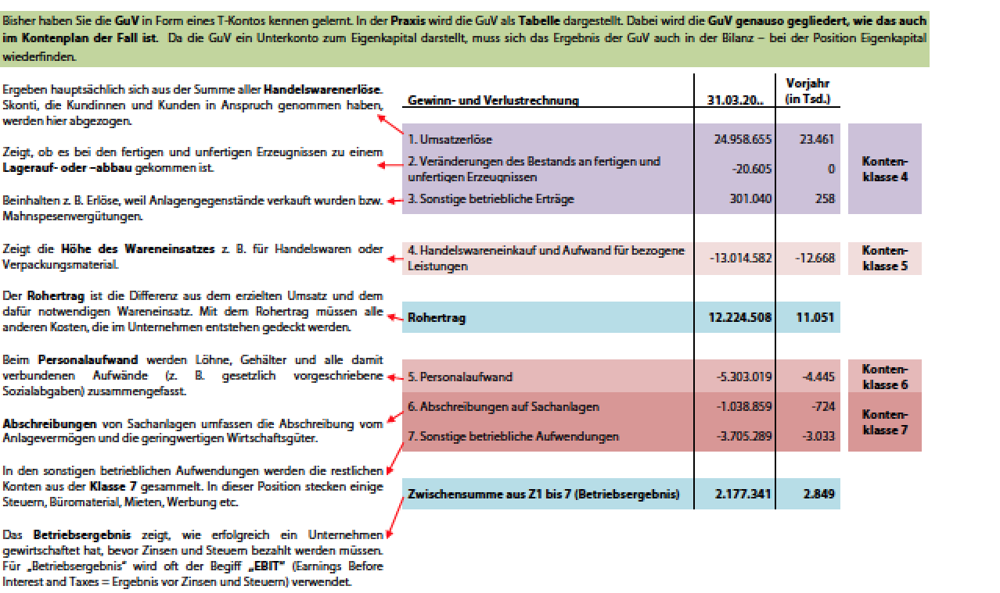 Bisher haben Sie die GuV in Form eines T-Kontos kennen gelernt. In der Praxis wird die GuV als Tabelle dargestellt. Dabei wird die GuV genauso gegliedert, wie das auch
im Kontenplan der Fall ist. Da die GuV ein Unterkonto zum Eigenkapital darstellt, muss sich das Ergebnis der GuV auch in der Bilanz – bei der Position Eigenkapital
wiederfinden.
Ergeben hauptsächlich sich aus der Summe aller Handelswarenerlöse.
Skonti, die Kundinnen und Kunden in Anspruch genommen haben,
werden hier abgezogen.
Zeigt, ob es bei den fertigen und unfertigen Erzeugnissen zu einem
Lagerauf- oder –abbau gekommen ist.
Beinhalten z. B. Erlöse, weil Anlagengegenstände verkauft wurden bzw.
Mahnspesenvergütungen.
Zeigt die Höhe des Wareneinsatzes z. B. für Handelswaren oder
Verpackungsmaterial.
Der Rohertrag ist die Differenz aus dem erzielten Umsatz und dem
dafür notwendigen Wareneinsatz. Mit dem Rohertrag müssen alle
anderen Kosten, die im Unternehmen entstehen gedeckt werden.
Beim Personalaufwand werden Löhne, Gehälter und alle damit
verbundenen Aufwände (z. B. gesetzlich vorgeschriebene
Sozialabgaben) zusammengefasst.
Abschreibungen von Sachanlagen umfassen die Abschreibung vom
Anlagevermögen und die geringwertigen Wirtschaftsgüter.
In den sonstigen betrieblichen Aufwendungen werden die restlichen
Konten aus der Klasse 7 gesammelt. In dieser Position stecken einige
Steuern, Büromaterial, Mieten, Werbung etc.
Das Betriebsergebnis zeigt, wie erfolgreich ein Unternehmen
gewirtschaftet hat, bevor Zinsen und Steuern bezahlt werden müssen.
Für „Betriebsergebnis“ wird oft der Begiff „EBIT“ (Earnings Before
Interest and Taxes = Ergebnis vor Zinsen und Steuern) verwendet.
Gewinn- und Verlustrechnung 31.03.20.. Vorjahr
(in Tsd.)
1. Umsatzerlöse 24.958.655 23.461
2. Veränderungen des Bestands an fertigen und
unfertigen Erzeugnissen -20.605 0
3. Sonstige betriebliche Erträge 301.040 258
Konten-
klasse 4
4. Handelswareneinkauf und Aufwand für bezogene
Leistungen -13.014.582 -12.668
Konten-
klasse 5
Rohertrag 12.224.508 11.051
5. Personalaufwand -5.303.019 -4.445
Konten-
klasse 6
6. Abschreibungen auf Sachanlagen -1.038.859 -724
7. Sonstige betriebliche Aufwendungen -3.705.289 -3.033
Konten-
klasse 7
Zwischensumme aus Z1 bis 7 (Betriebsergebnis) 2.177.341 2.849